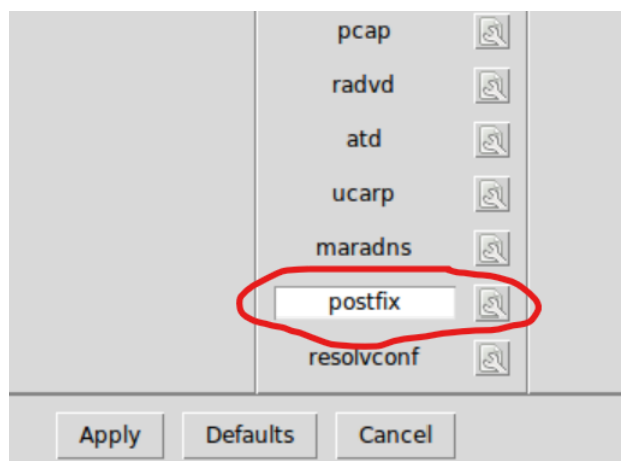 pcap
radvd
atd
ucarp
maradns
postfix
resolvconf
Apply Defaults Cancel